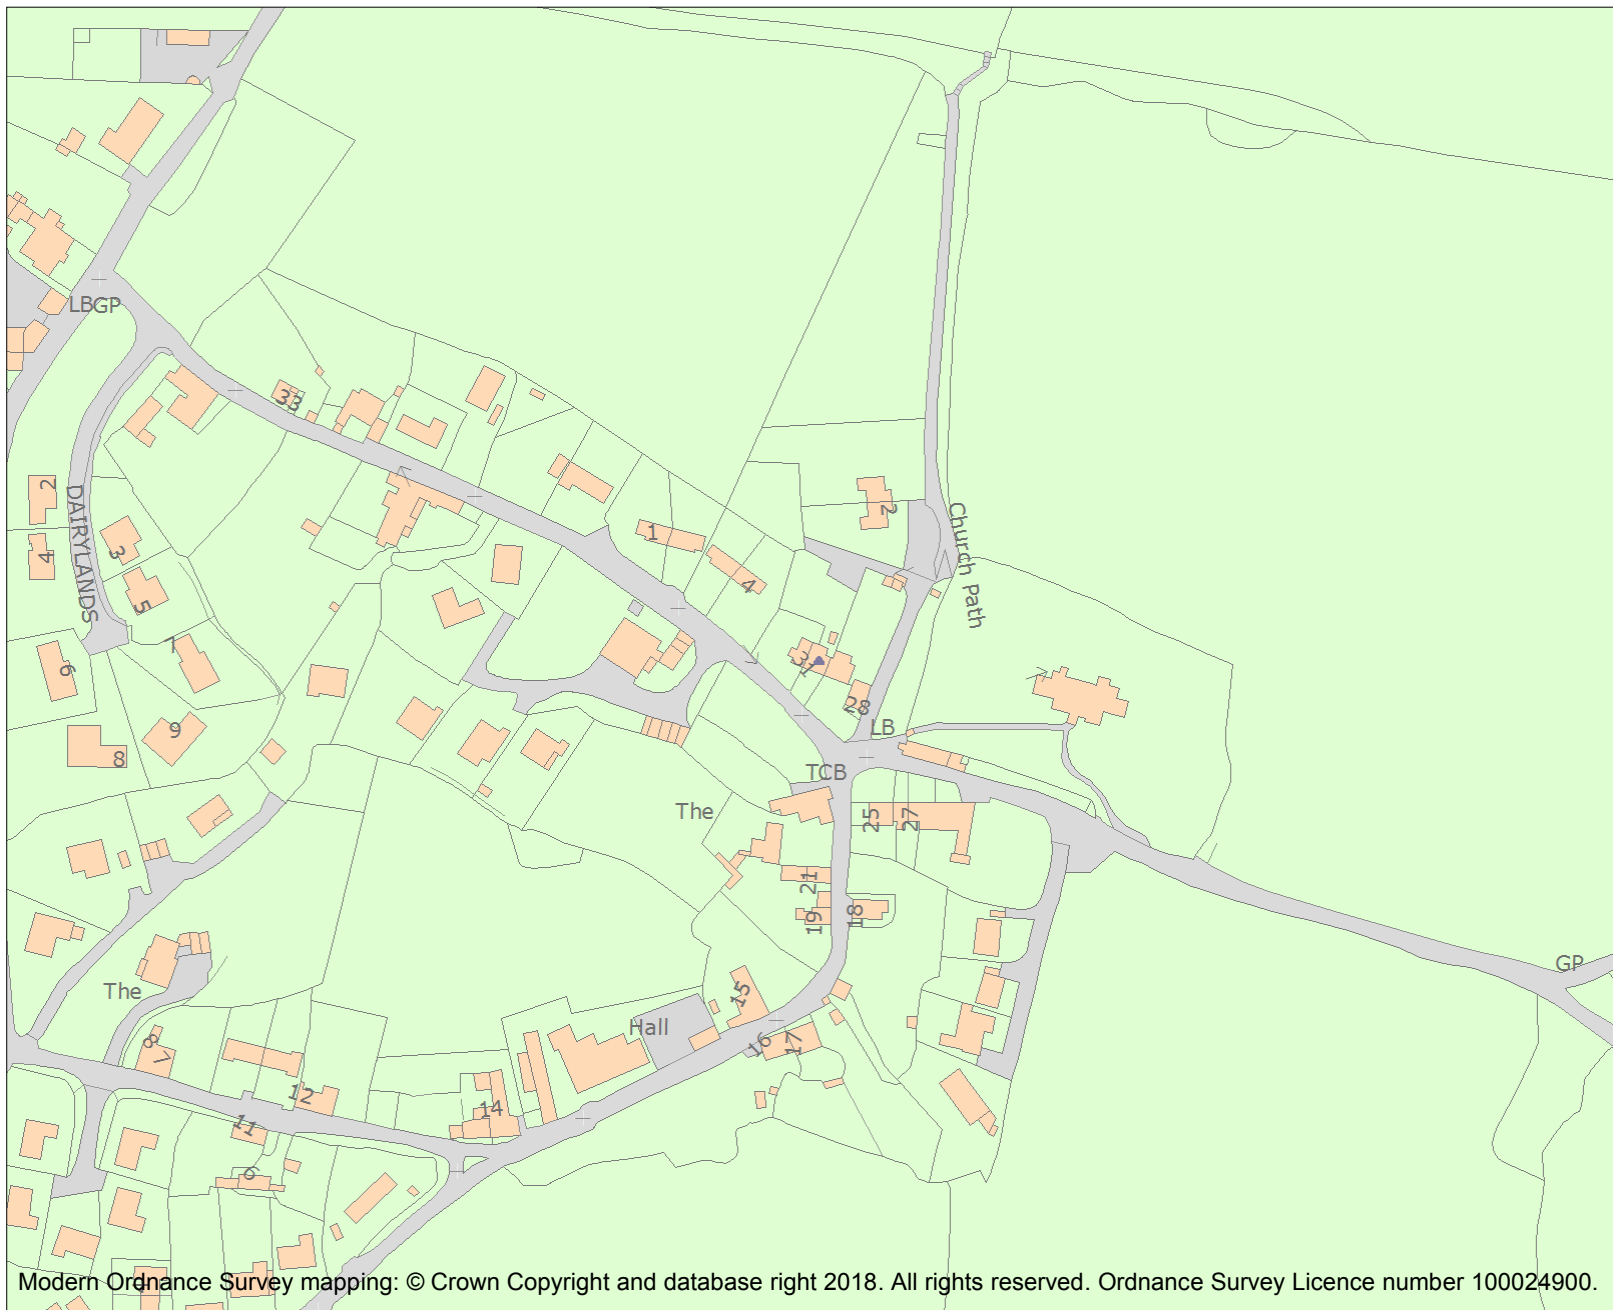 LBGP
33
2
DAIRYLANDS
4
3
5
1
4
2
Church Path
7
6
37
28
LB
9
8
TCB
The
25
27
21
19
18
GP
The
15
Hall
16
17
8
7
12
14
11
6
Modern Ordnance Survey mapping: © Crown Copyright and database right 2018. All rights reserved. Ordnance Survey Licence number 100024900.